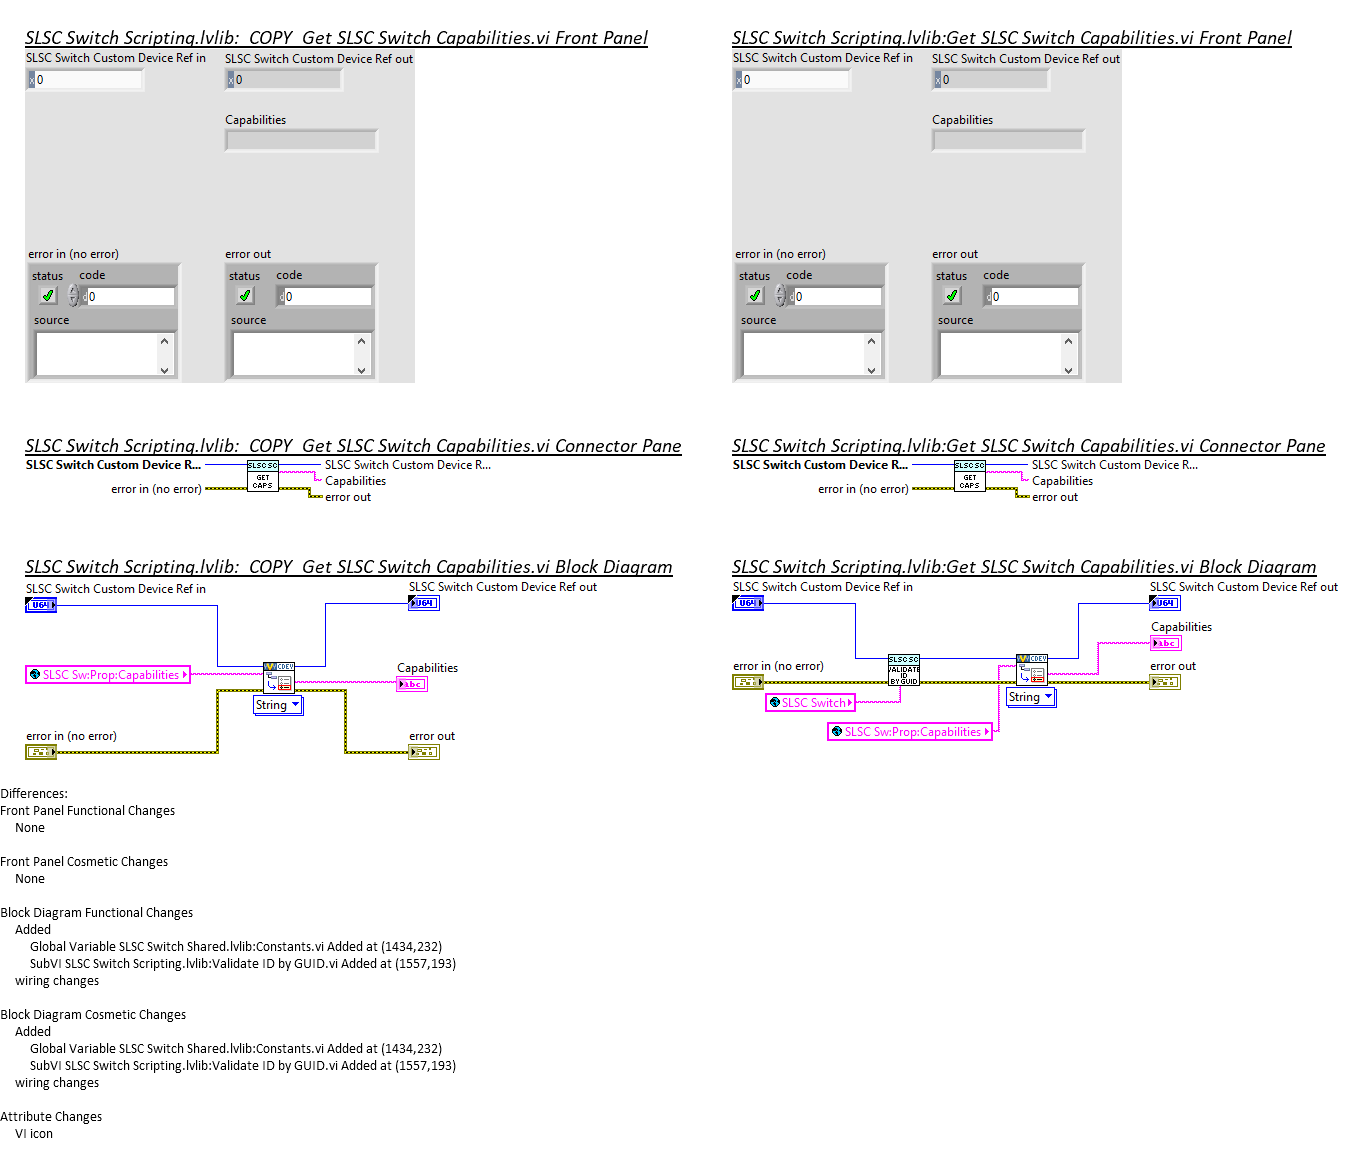 SLSC Switch Scripting.lvlib:_COPY_Get SLSC Switch Capabilities.vi Front Panel
SLSC Switch Custom Device Ref in
SLSC Switch Custom Device Ref out
x 0
x 0
Capabilities
error in (no error)
error out
status code
status code
d 0
d 0
source
source
SLSC Switch Scripting.lvlib:Get SLSC Switch Capabilities.vi Front Panel
SLSC Switch Custom Device Ref in
SLSC Switch Custom Device Ref out
x 0
x 0
Capabilities
error in (no error)
error out
status code
status code
d 0
d 0
source
source
SLSC Switch Scripting.lvlib:_COPY_Get SLSC Switch Capabilities.vi Connector Pane
SLSC Switch Custom Device R...
error in (no error)
SLSC SC
GET
CAPS
SLSC Switch Custom Device R...
Capabilities
error out
SLSC Switch Scripting.lvlib:Get SLSC Switch Capabilities.vi Connector Pane
SLSC Switch Custom Device R...
error in (no error)
SLSC SC
GET
CAPS
SLSC Switch Custom Device R...
Capabilities
error out
SLSC Switch Scripting.lvlib:_COPY_Get SLSC Switch Capabilities.vi Block Diagram
SLSC Switch Custom Device Ref in
U64
SLSC Switch Custom Device Ref out
U64
SLSC Sw:Prop:Capabilities
CDEV
String
Capabilities
abc
error in (no error)
error out
SLSC Switch Scripting.lvlib:Get SLSC Switch Capabilities.vi Block Diagram
SLSC Switch Custom Device Ref in
U64
SLSC Switch Custom Device Ref out
U64
Capabilities
abc
error in (no error)
SLSC SC
VALIDATE
ID
BY GUID
CDEV
String
error out
SLSC Switch
SLSC Sw:Prop:Capabilities
Differences:
Front Panel Functional Changes
None
Front Panel Cosmetic Changes
None
Block Diagram Functional Changes
Added
Global Variable SLSC Switch Shared.lvlib:Constants.vi Added at (1434,232)
SubVI SLSC Switch Scripting.lvlib:Validate ID by GUID.vi Added at (1557,193)
wiring changes
Block Diagram Cosmetic Changes
Added
Global Variable SLSC Switch Shared.lvlib:Constants.vi Added at (1434,232)
SubVI SLSC Switch Scripting.lvlib:Validate ID by GUID.vi Added at (1557,193)
wiring changes
Attribute Changes
VI icon